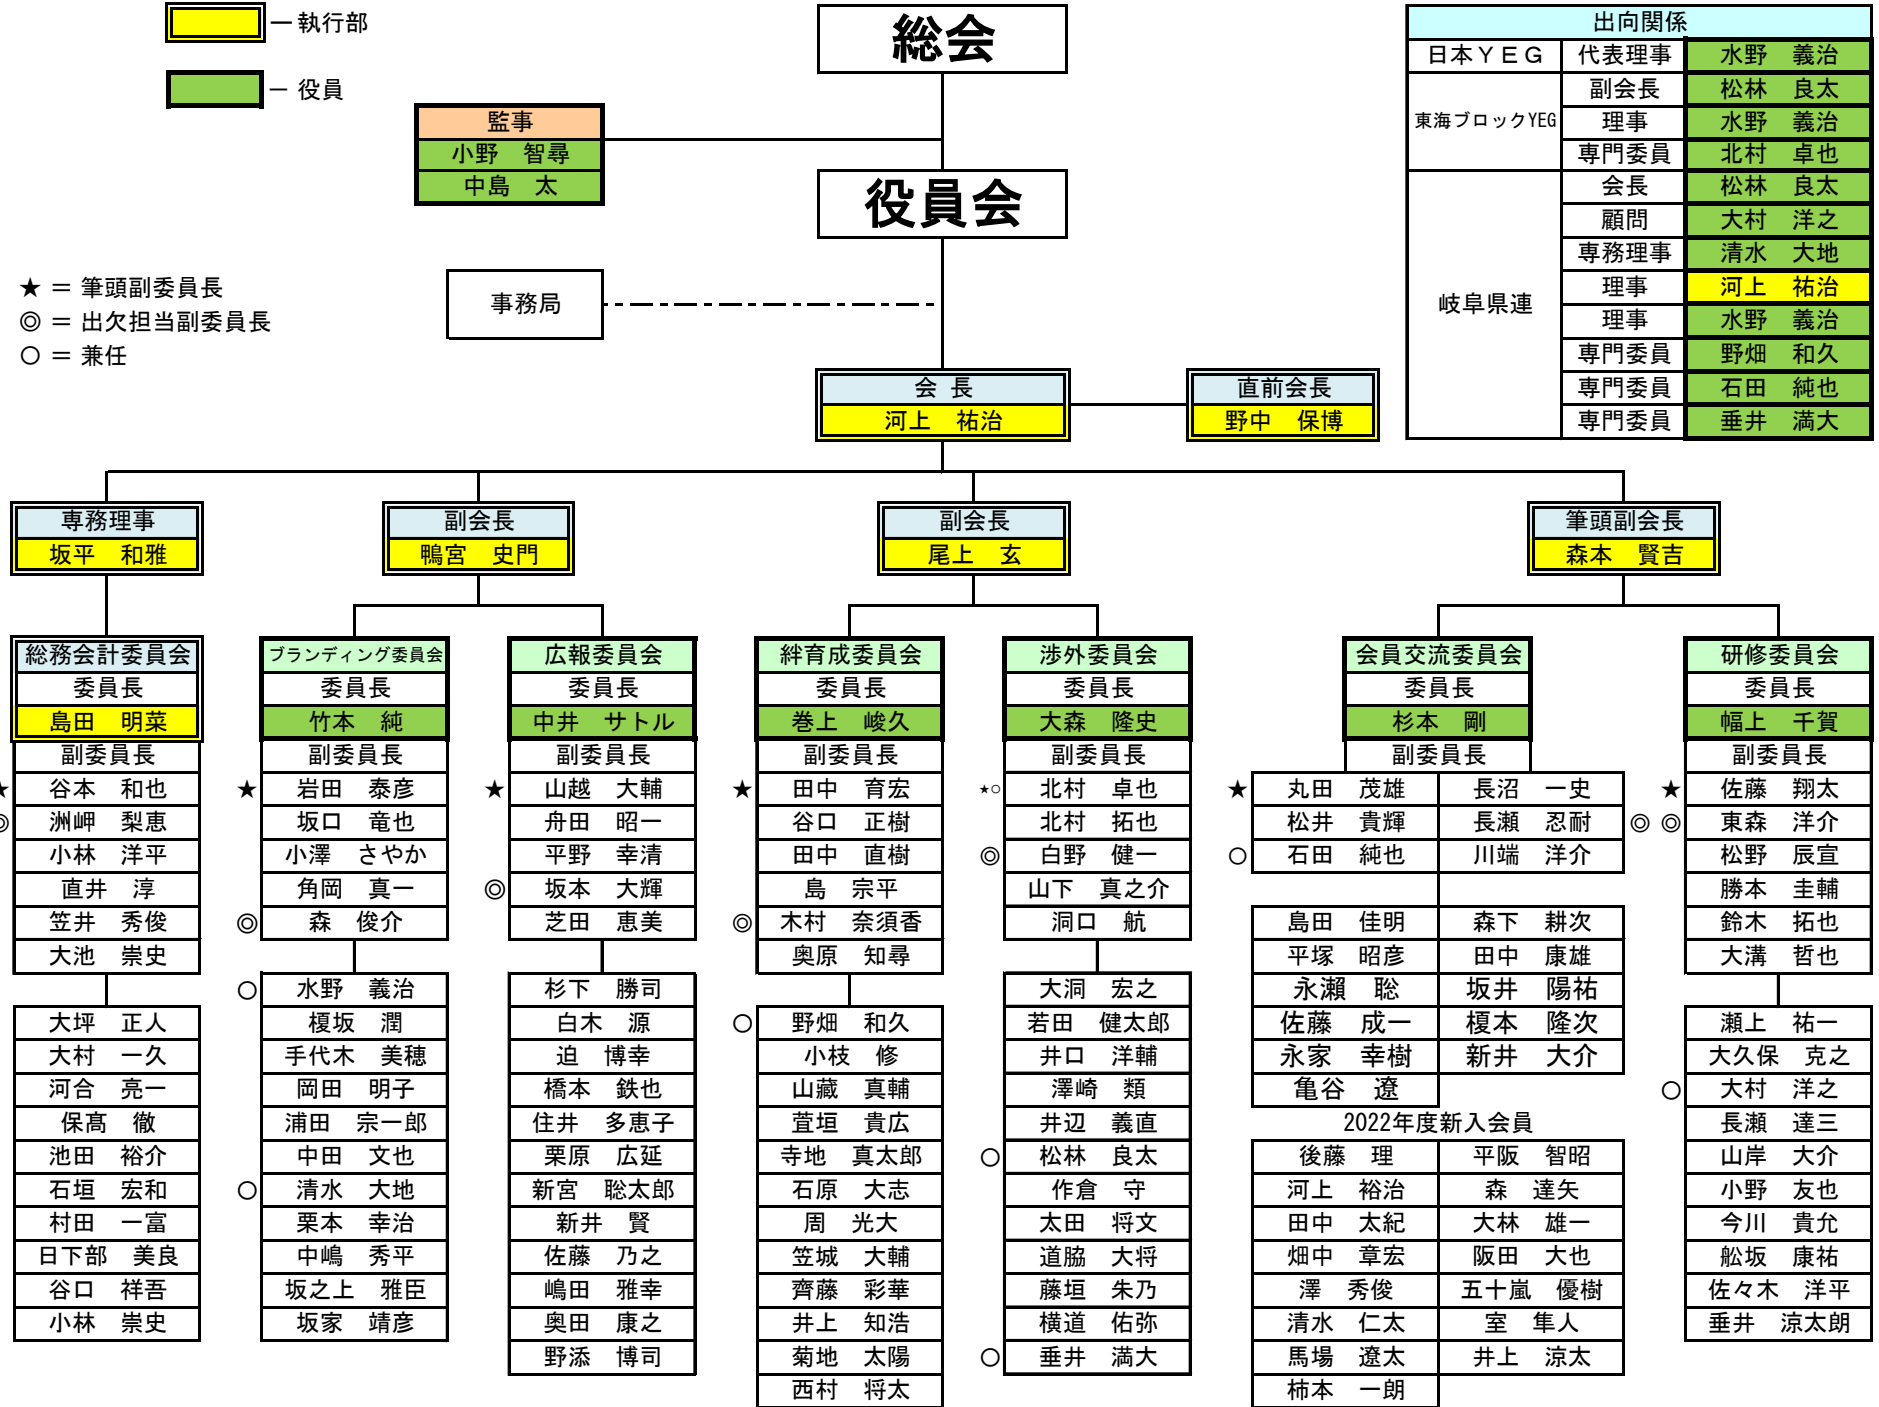 ― 執行部
― 役員
総会
監事
小野　智尋
中島　太
役員会
★ ＝ 筆頭副委員長
◎ ＝ 出欠担当副委員長
○ ＝ 兼任
事務局
出向関係
日本ＹＥＧ 代表理事 水野　義治
東海ブロックYEG 副会長 松林　良太
理事 水野　義治
専門委員 北村　卓也
岐阜県連 会長 松林　良太
顧問 大村　洋之
専務理事 清水　大地
理事 河上　祐治
理事 水野　義治
専門委員 野畑　和久
専門委員 石田　純也
専門委員 垂井　満大
会 長
河上　祐治
直前会長
野中　保博
専務理事
坂平　和雅
副会長
鴨宮　史門
副会長
尾上　玄
筆頭副会長
森本　賢吉
総務会計委員会
委員長
島田　明菜
副委員長
★ 谷本　和也
◎ 洲岬　梨恵
小林　洋平
直井　淳
笠井　秀俊
大池　崇史
大坪　正人
大村　一久
河合　亮一
保髙　徹
池田　裕介
石垣　宏和
村田　一富
日下部　美良
谷口　祥吾
小林　崇史
ブランディング委員会
委員長
竹本　純
副委員長
★ 岩田　泰彦
坂口　竜也
小澤　さやか
角岡　真一
◎ 森　俊介
○ 水野　義治
榎坂　潤
手代木　美穂
岡田　明子
浦田　宗一郎
中田　文也
○ 清水　大地
栗本　幸治
中嶋　秀平
坂之上　雅臣
坂家　靖彦
広報委員会
委員長
中井　サトル
副委員長
★ 山越　大輔
舟田　昭一
平野　幸清
◎ 坂本　大輝
芝田　恵美
杉下　勝司
白木　源
迫　博幸
橋本　鉄也
住井　多恵子
栗原　広延
新宮　聡太郎
新井　賢
佐藤　乃之
嶋田　雅幸
奥田　康之
野添　博司
絆育成委員会
委員長
巻上　峻久
副委員長
★ 田中　育宏
谷口　正樹
田中　直樹
島　宗平
◎ 木村　奈須香
奥原　知尋
○ 野畑　和久
小枝　修
山藏　真輔
萱垣　貴広
寺地　真太郎
石原　大志
周　光大
笠城　大輔
齊藤　彩華
井上　知浩
菊地　太陽
西村　将太
渉外委員会
委員長
大森　隆史
副委員長
★○ 北村　卓也
北村　拓也
◎ 白野　健一
山下　真之介
洞口　航
大洞　宏之
若田　健太郎
井口　洋輔
澤崎　類
井辺　義直
○ 松林　良太
作倉　守
太田　将文
道脇　大将
藤垣　朱乃
横道　佑弥
○ 垂井　満大
会員交流委員会
委員長
杉本　剛
副委員長
★ 丸田　茂雄 長沼　一史
松井　貴輝 長瀬　忍耐 ◎
○ 石田　純也 川端　洋介
島田　佳明 森下　耕次
平塚　昭彦 田中　康雄
永瀬　聡 坂井　陽祐
佐藤　成一 榎本　隆次
永家　幸樹 新井　大介
亀谷　遼
2022年度新入会員
後藤　理 平阪　智昭
河上　裕治 森　達矢
田中　太紀 大林　雄一
畑中　章宏 阪田　大也
澤　秀俊 五十嵐　優樹
清水　仁太 室　隼人
馬場　遼太 井上　涼太
柿本　一朗
研修委員会
委員長
幅上　千賀
副委員長
★ 佐藤　翔太
◎ 東森　洋介
松野　辰宣
勝本　圭輔
鈴木　拓也
大溝　哲也
瀬上　祐一
大久保　克之
○ 大村　洋之
長瀬　達三
山岸　大介
小野　友也
今川　貴允
舩坂　康祐
佐々木　洋平
垂井　涼太朗